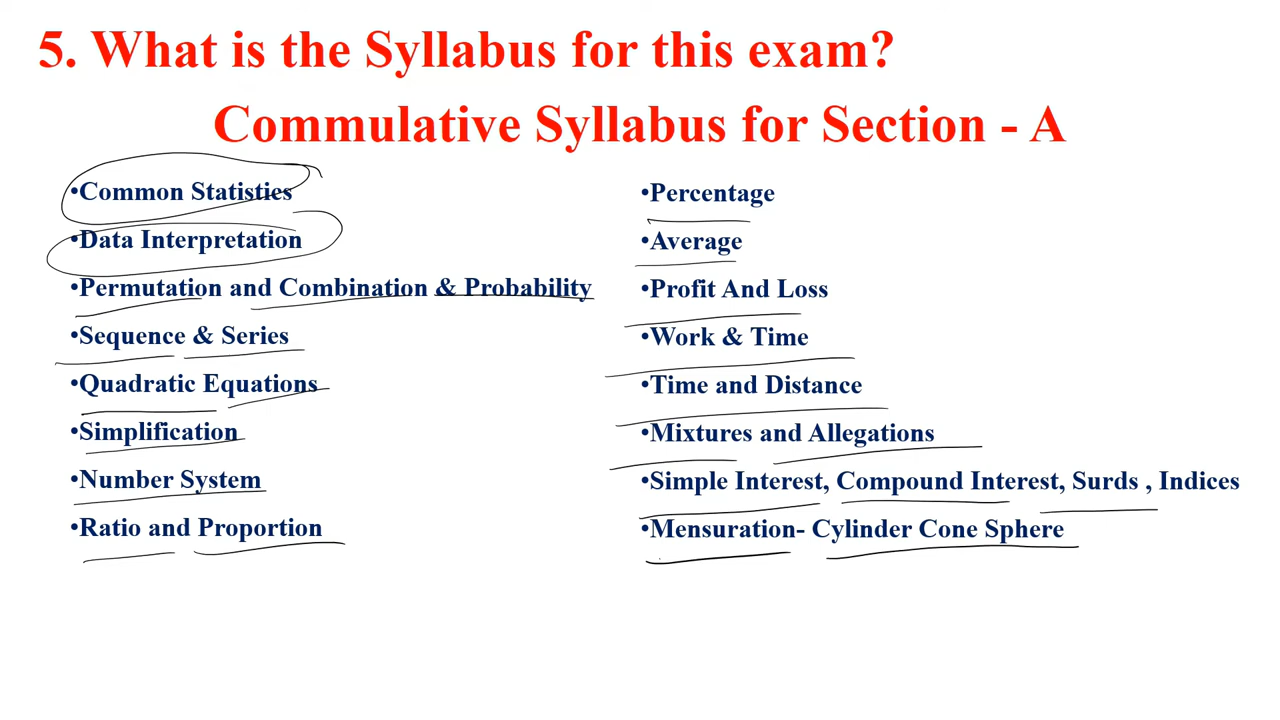 5. What is the Syllabus for this exam?
Commulative Syllabus for Section - A
•Common Statistics
•Data Interpretation
•Permutation and Combination & Probability
•Sequence & Series
•Quadratic Equations
•Simplification
•Number System
•Ratio and Proportion
•Percentage
•Average
•Profit And Loss
•Work & Time
•Time and Distance
•Mixtures and Allegations
•Simple Interest, Compound Interest, Surds , Indices
•Mensuration- Cylinder Cone Sphere